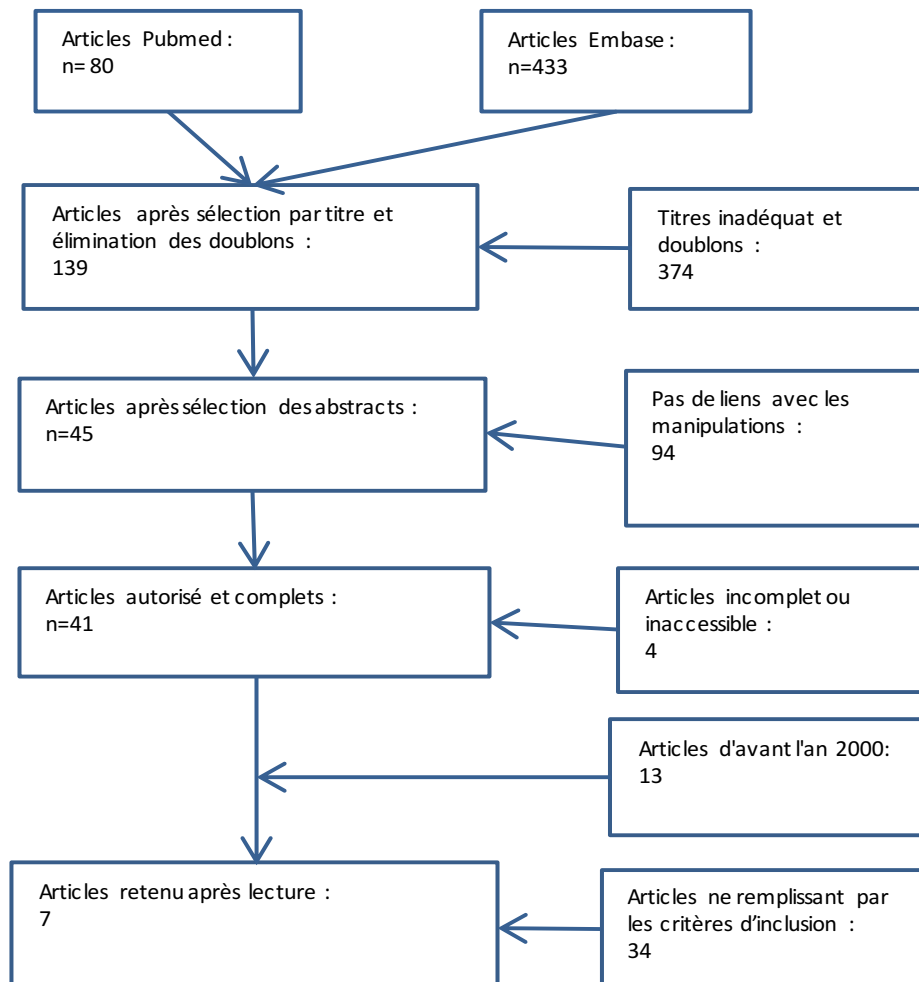 Articles Pubmed :
n= 80
Articles Embase :
n=433
Articles après sélection par titre et
élimination des doublons :
139
Titres inadéquat et
doublons :
374
Articles après sélection des abstracts :
n=45
Pas de liens avec les
manipulations :
94
Articles autorisé et complets :
n=41
Articles incomplet ou
inaccessible :
4
Articles d'avant l'an 2000:
13
Articles retenu après lecture :
7
Articles ne remplissant par
les critères d’inclusion :
34